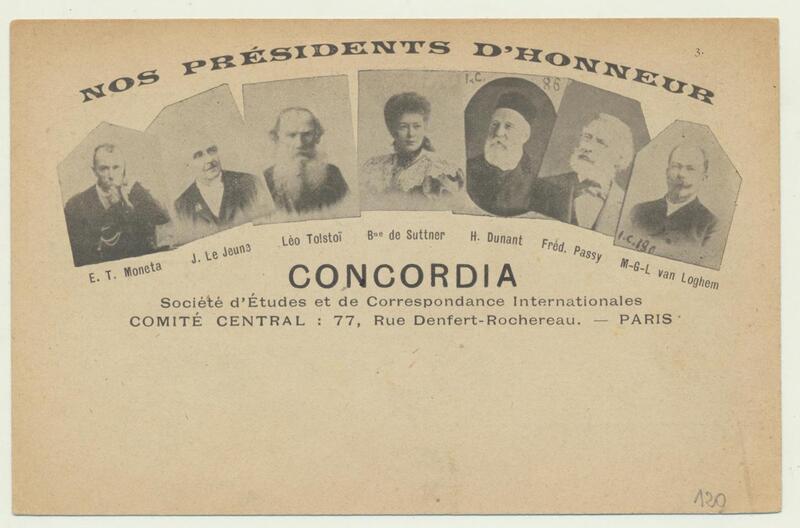 NOS PRÉSIDENTS D'HONNEUR
3.
I.C. 86
E. T. Moneta
J. Le Jeune
Léo Tolstoï
Bne de Suttner
H. Dunant
Fréd. Passy
M-G-L van Loghem
CONCORDIA
Société d'Études et de Correspondance Internationales
COMITÉ CENTRAL : 77, Rue Denfert-Rochereau. — PARIS
120